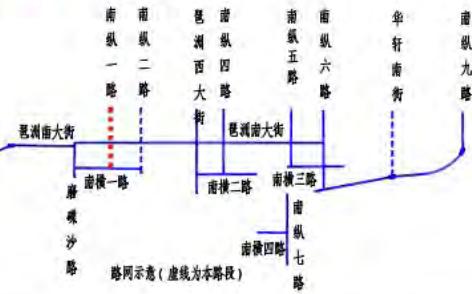 南纵一路
南纵二路
琶洲西大街
南纵四路
南纵五路
南纵六路
华轩南街
南纵九路
琶洲南大街
琶洲南大街
南横一路
南横二路
南横三路
磨碟沙路
南横四路
南纵七路
路网示意(虚线为本路段)